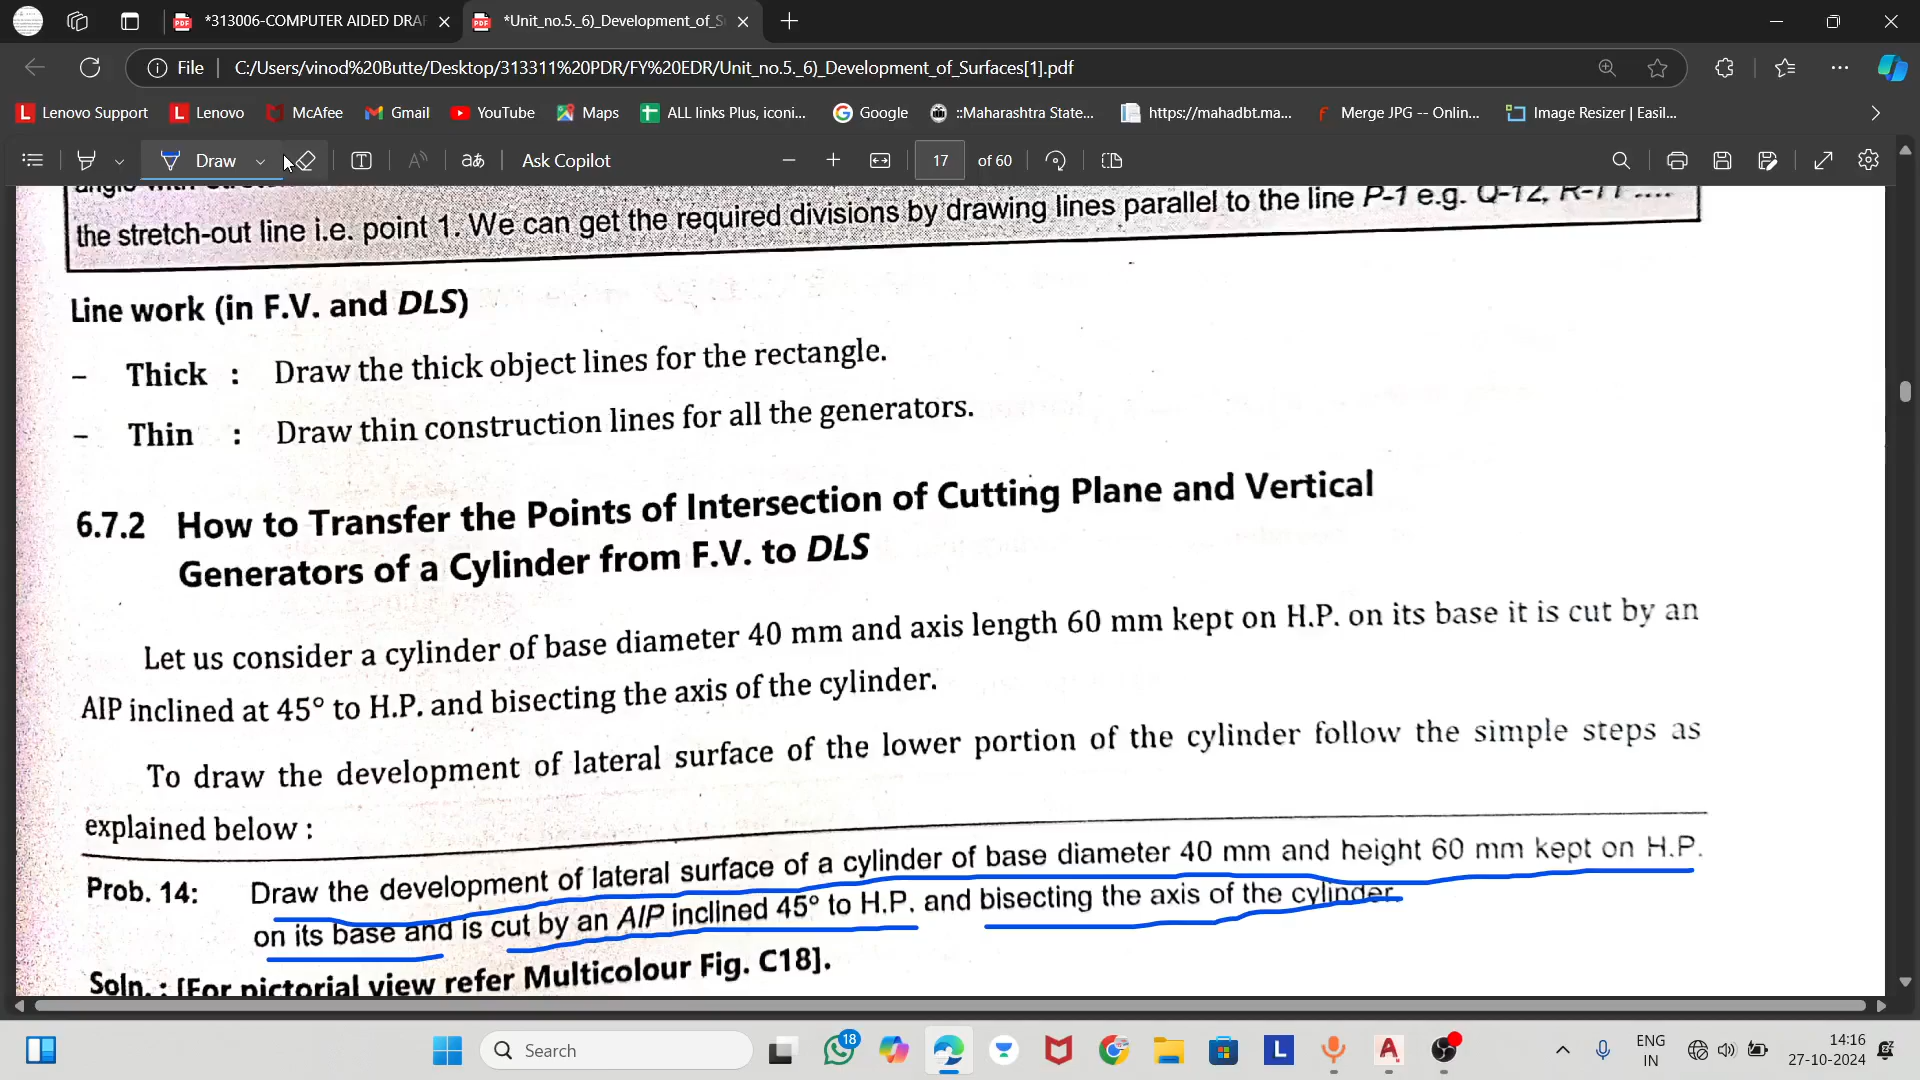 *313006-COMPUTER AIDED DRAF
*Unit_no.5._6)_Development_of_S
File
C:/Users/vinod%20Butte/Desktop/313311%20PDR/FY%20EDR/Unit_no.5._6)_Development_of_Surfaces[1].pdf
Lenovo Support
Lenovo
McAfee
Gmail
YouTube
Maps
ALL links Plus, iconi...
Google
::Maharashtra State...
https://mahadbt.ma...
Merge JPG -- Onlin...
Image Resizer | Easil...
Draw
Ask Copilot
17 of 60
the stretch-out line i.e. point 1. We can get the required divisions by drawing lines parallel to the line P-1 e.g. Q-12, R-11 ....
Line work (in F.V. and DLS)
– Thick : Draw the thick object lines for the rectangle.
– Thin : Draw thin construction lines for all the generators.
6.7.2 How to Transfer the Points of Intersection of Cutting Plane and Vertical
Generators of a Cylinder from F.V. to DLS
Let us consider a cylinder of base diameter 40 mm and axis length 60 mm kept on H.P. on its base it is cut by an
AIP inclined at 45° to H.P. and bisecting the axis of the cylinder.
To draw the development of lateral surface of the lower portion of the cylinder follow the simple steps as
explained below :
Prob. 14: Draw the development of lateral surface of a cylinder of base diameter 40 mm and height 60 mm kept on H.P.
on its base and is cut by an AIP inclined 45° to H.P. and bisecting the axis of the cylinder.
Soln. : [For pictorial view refer Multicolour Fig. C18].
Search
18
ENG
IN
14:16
27-10-2024